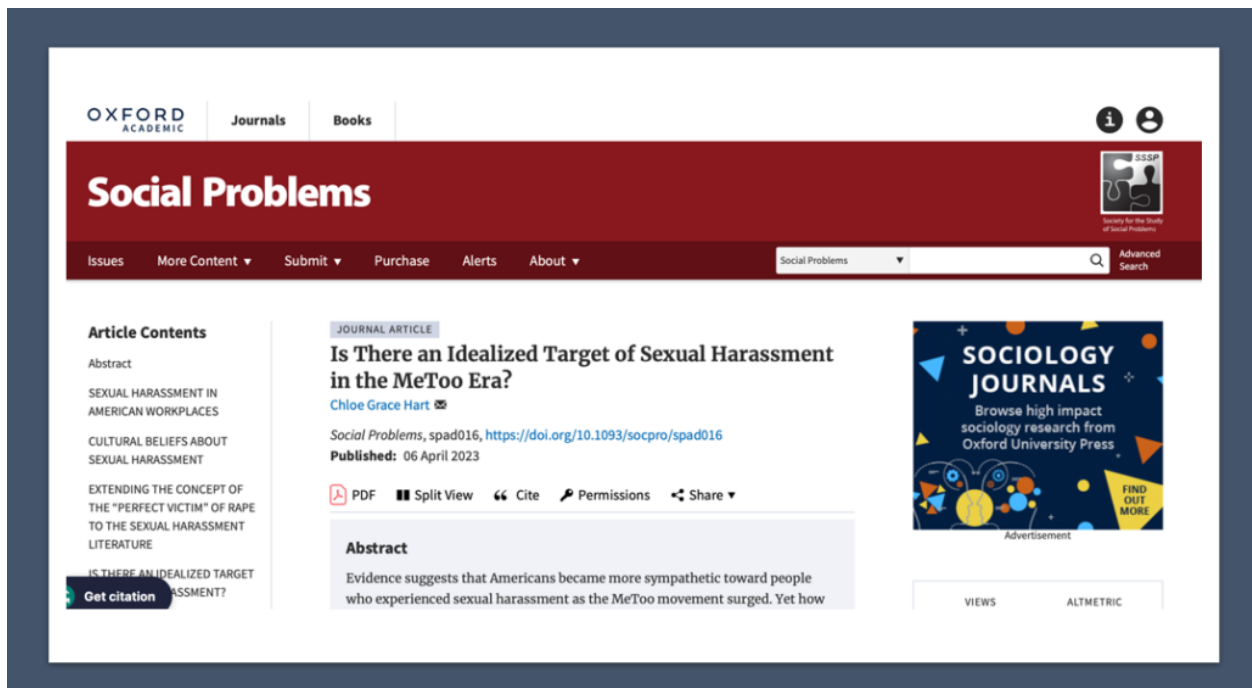 OXFORD
ACADEMIC
Journals
Books
Social Problems
SSSP
Society for the Study
of Social Problems
Issues
More Content
Submit
Purchase
Alerts
About
Social Problems
Advanced
Search
Article Contents
Abstract
SEXUAL HARASSMENT IN
AMERICAN WORKPLACES
CULTURAL BELIEFS ABOUT
SEXUAL HARASSMENT
EXTENDING THE CONCEPT OF
THE "PERFECT VICTIM" OF RAPE
TO THE SEXUAL HARASSMENT
LITERATURE
IS THERE AN IDEALIZED TARGET
ASSMENT?
Get citation
JOURNAL ARTICLE
Is There an Idealized Target of Sexual Harassment
in the MeToo Era?
Chloe Grace Hart
Social Problems, spad016, https://doi.org/10.1093/socpro/spad016
Published: 06 April 2023
PDF
Split View
Cite
Permissions
Share
Abstract
Evidence suggests that Americans became more sympathetic toward people
who experienced sexual harassment as the MeToo movement surged. Yet how
SOCIOLOGY
JOURNALS
Browse high impact
sociology research from
Oxford University Press
FIND
OUT
MORE
Advertisement
VIEWS
ALTMETRIC